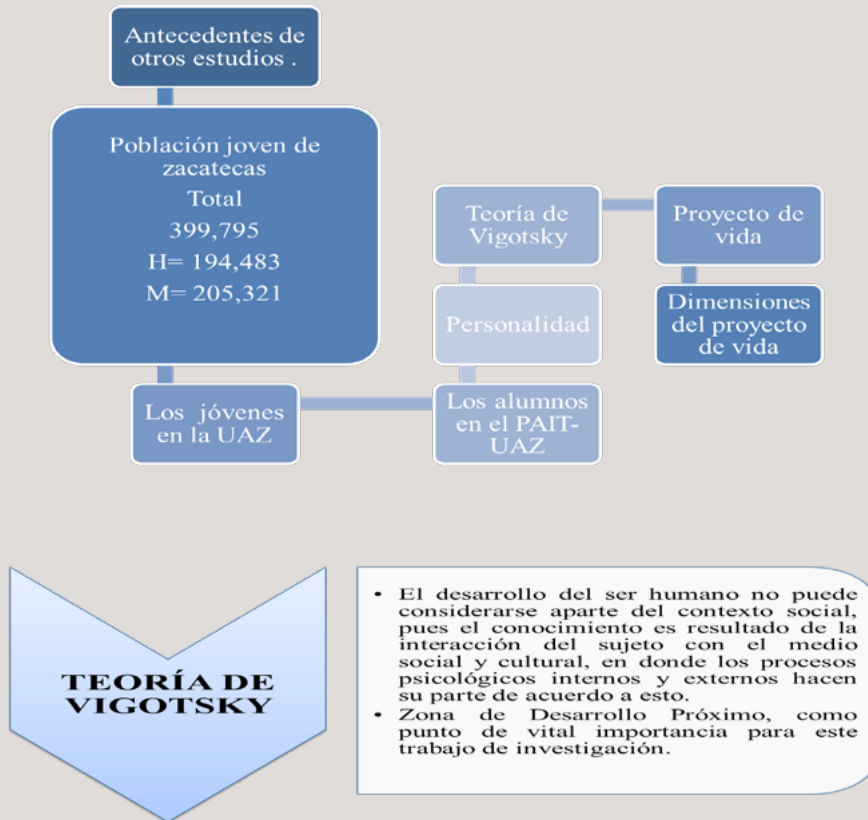 Antecedentes de
otros estudios .
Población joven de
zacatecas
Total
399,795
H= 194,483
M= 205,321
Los jóvenes
en la UAZ
Los alumnos
en el PAIT-
UAZ
Personalidad
Teoría de
Vigotsky
Proyecto de
vida
Dimensiones
del proyecto
de vida
TEORÍA DE
VIGOTSKY
• El desarrollo del ser humano no puede
considerarse aparte del contexto social,
pues el conocimiento es resultado de la
interacción del sujeto con el medio
social y cultural, en donde los procesos
psicológicos internos y externos hacen
su parte de acuerdo a esto.
• Zona de Desarrollo Próximo, como
punto de vital importancia para este
trabajo de investigación.